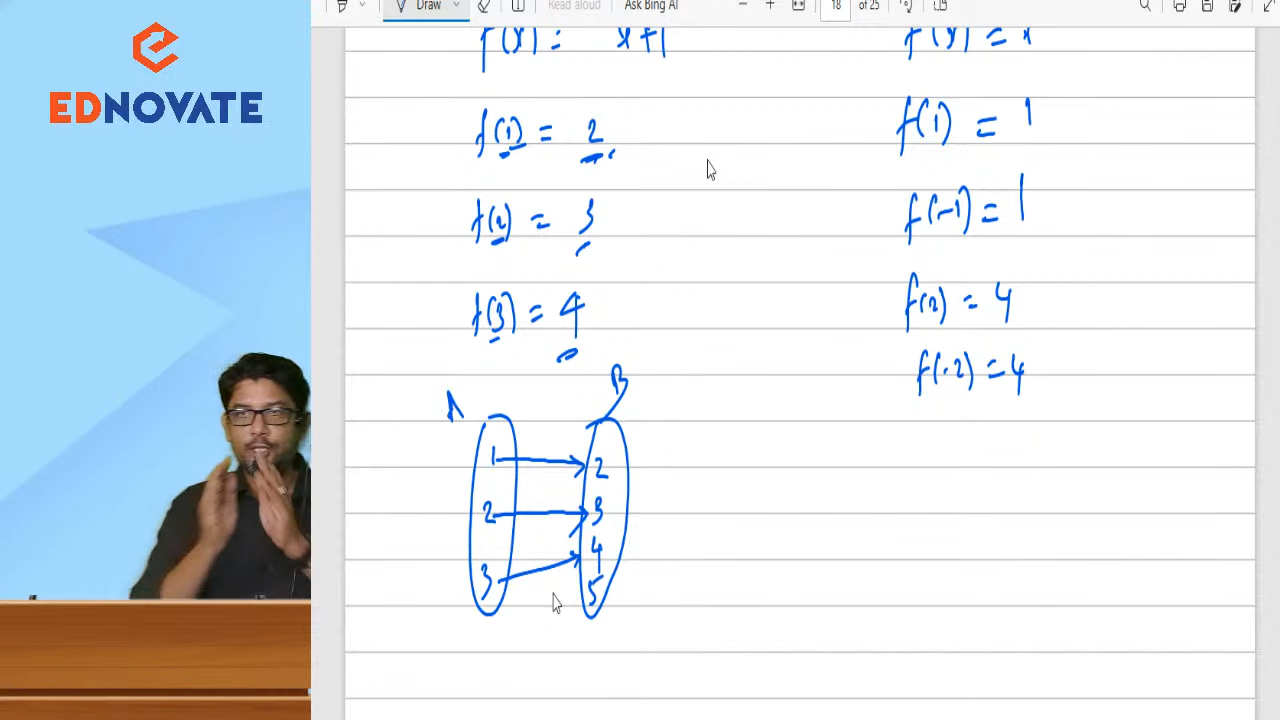 Draw
Read aloud
Ask Bing AI
18 of 25
EDNOVATE
f(x) = x+1
f(1) = 2
f(2) = 3
f(3) = 4
A B
1 2
2 3
4
3 5
f(x) = x
f(1) = 1
f(-1) = 1
f(2) = 4
f(-2) = 4